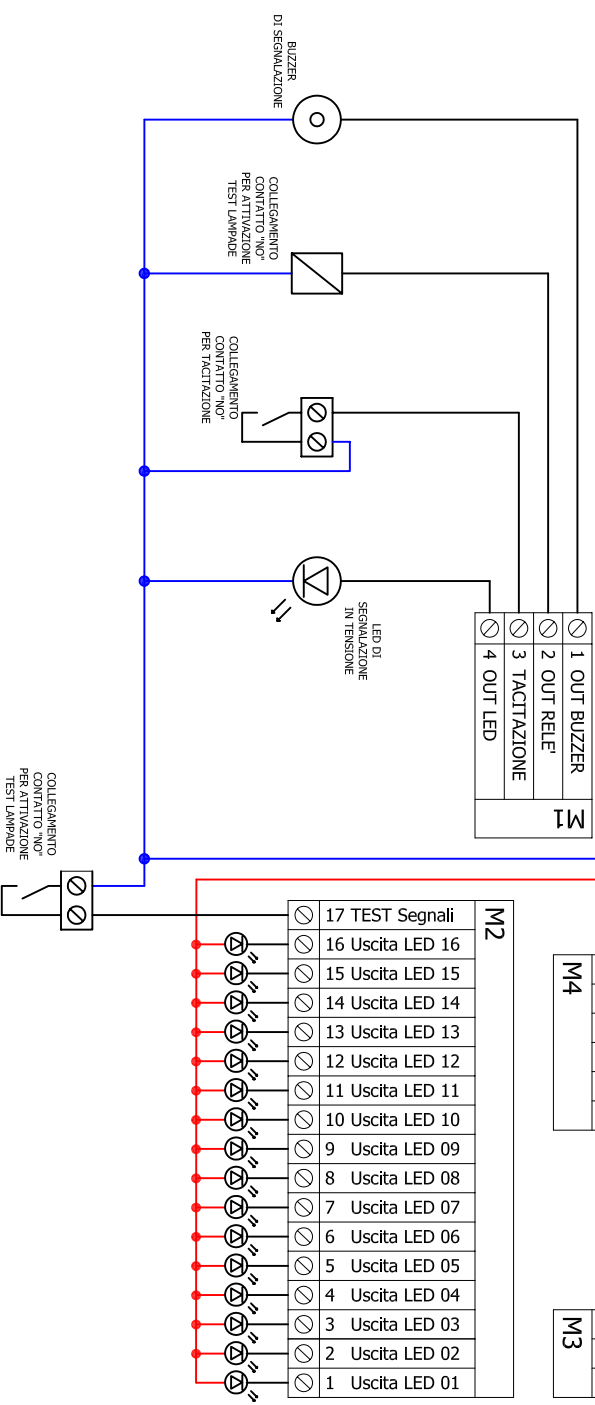 BUZZER
DI SEGNALAZIONE
COLLEGAMENTO
CONTATTO "NO"
PER ATTIVAZIONE
TEST LAMPADE
COLLEGAMENTO
CONTATTO "NO"
PER TACITAZIONE
LED DI
SEGNALAZIONE
IN TENSIONE
1 OUT BUZZER
2 OUT RELE'
3 TACITAZIONE
4 OUT LED
M1
COLLEGAMENTO
CONTATTO "NO"
PER ATTIVAZIONE
TEST LAMPADE
M2
17 TEST Segnali
16 Uscita LED 16
15 Uscita LED 15
14 Uscita LED 14
13 Uscita LED 13
12 Uscita LED 12
11 Uscita LED 11
10 Uscita LED 10
9 Uscita LED 09
8 Uscita LED 08
7 Uscita LED 07
6 Uscita LED 06
5 Uscita LED 05
4 Uscita LED 04
3 Uscita LED 03
2 Uscita LED 02
1 Uscita LED 01
M4
M3